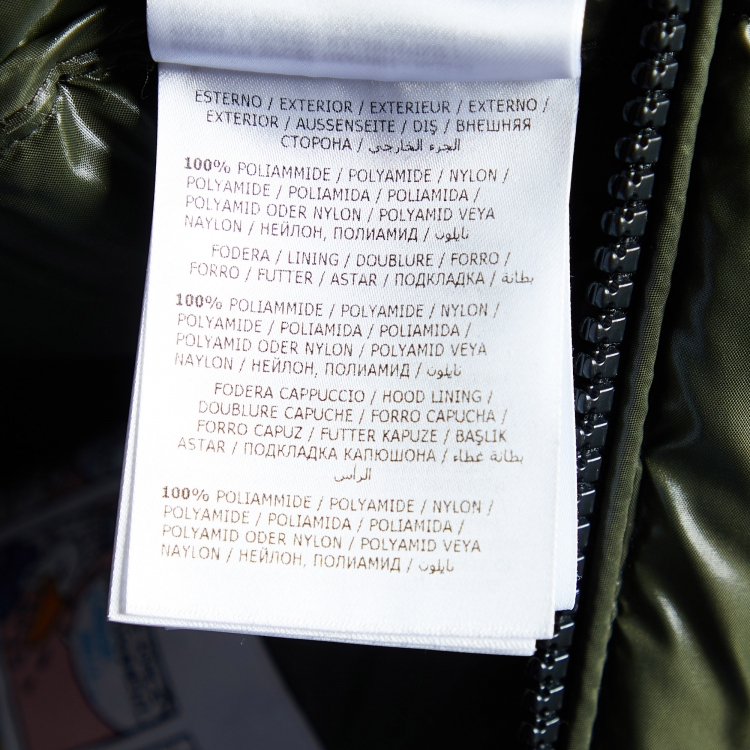 ESTERNO / EXTERIOR / EXTERIEUR / EXTERNO /
EXTERIOR / AUSSENSEITE / DIŞ / ВНЕШНЯЯ
СТОРОНА / الجزء الخارجي
100% POLIAMMIDE / POLYAMIDE / NYLON /
POLYAMIDE / POLIAMIDA / POLIAMIDA /
POLYAMID ODER NYLON / POLYAMID VEYA
NAYLON / НЕЙЛОН, ПОЛИАМИД / نايلون
FODERA / LINING / DOUBLURE / FORRO /
FORRO / FUTTER / ASTAR / ПОДКЛАДКА / بطانة
100% POLIAMMIDE / POLYAMIDE / NYLON /
POLYAMIDE / POLIAMIDA / POLIAMIDA /
POLYAMID ODER NYLON / POLYAMID VEYA
NAYLON / НЕЙЛОН, ПОЛИАМИД / نايلون
FODERA CAPPUCCIO / HOOD LINING /
DOUBLURE CAPUCHE / FORRO CAPUCHA /
FORRO CAPUZ / FUTTER KAPUZE / BAŞLIK
ASTAR / ПОДКЛАДКА КАПЮШОНА / بطانة غطاء
الرأس
100% POLIAMMIDE / POLYAMIDE / NYLON /
POLYAMIDE / POLIAMIDA / POLIAMIDA /
POLYAMID ODER NYLON / POLYAMID VEYA
NAYLON / НЕЙЛОН, ПОЛИАМИД / نايلون